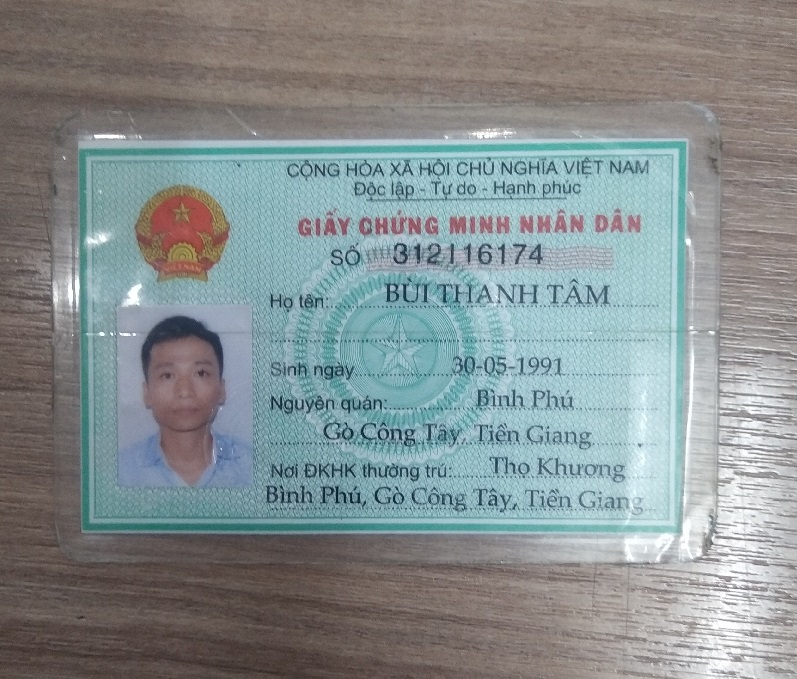 CỘNG HÒA XÃ HỘI CHỦ NGHĨA VIỆT NAM
Độc lập - Tự do - Hạnh phúc
GIẤY CHỨNG MINH NHÂN DÂN
SỐ 312116174
VIỆT NAM
Họ tên: BÙI THANH TÂM
Sinh ngày 30-05-1991
Nguyên quán: Bình Phú
Gò Công Tây, Tiền Giang
Nơi ĐKHK thường trú: Thọ Khương
Bình Phú, Gò Công Tây, Tiền Giang